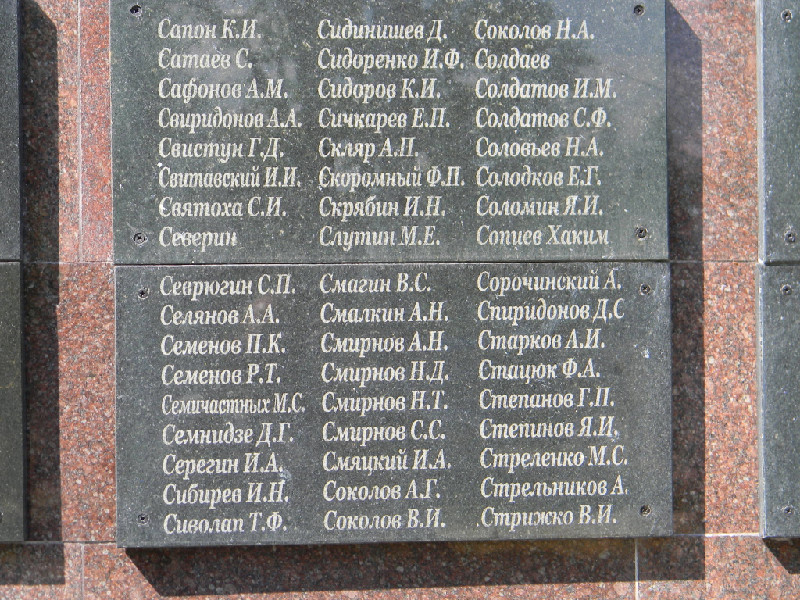 Сапон К.И.
Сатаев С.
Сафонов А.М.
Свиридонов А.А.
Свистун Г.Д.
Свитавский И.И.
Святоха С.И.
Северин
Сидинишев Д.
Сидоренко И.Ф.
Сидоров К.И.
Сичкарев Е.П.
Скляр А.П.
Скоромный Ф.П.
Скрябин И.Н.
Слутин М.Е.
Соколов Н.А.
Солдаев
Солдатов И.М.
Солдатов С.Ф.
Соловьев Н.А.
Солодков Е.Г.
Соломин Я.И.
Сопиев Хаким
Севрюгин С.П.
Селянов А.А.
Семенов П.К.
Семенов Р.Т.
Семичастных М.С.
Семнидзе Д.Г.
Серегин И.А.
Сибирев И.Н.
Сиволап Т.Ф.
Смагин В.С.
Смалкин А.Н.
Смирнов А.Н.
Смирнов Н.Д.
Смирнов Н.Т.
Смирнов С.С.
Смяцкий И.А.
Соколов А.Г.
Соколов В.И.
Сорочинский А.
Спиридонов Д.С
Старков А.И.
Стацюк Ф.А.
Степанов Г.П.
Степинов Я.И.
Стреленко М.С.
Стрельников А.
Стрижко В.И.